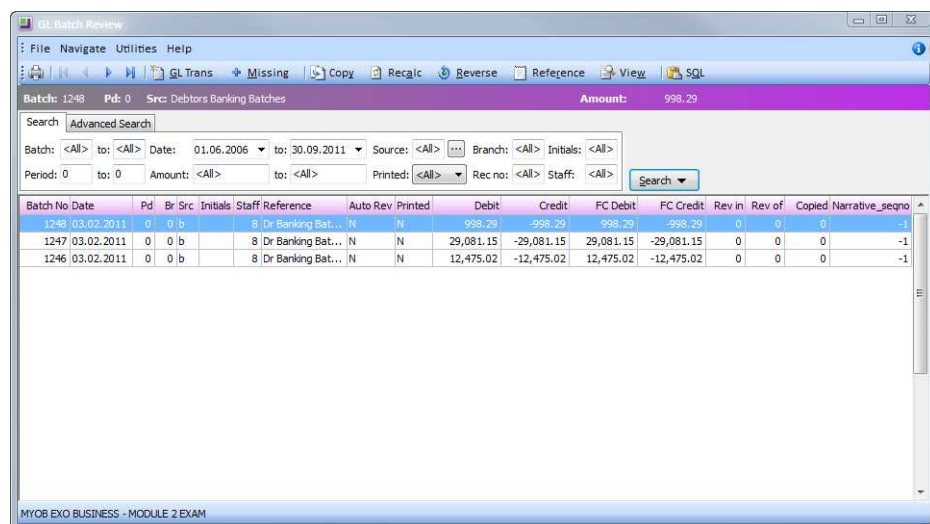 GL Batch Review
File Navigate Utilities Help
GL Trans Missing Copy Recalc Reverse Reference View SQL
Batch: 1248 Pd: 0 Src: Debtors Banking Batches Amount: 998.29
Search Advanced Search
Batch: <All> to: <All> Date: 01.06.2006 to: 30.09.2011 Source: <All> ... Branch: <All> Initials: <All>
Period: 0 to: 0 Amount: <All> to: <All> Printed: <All> Rec no: <All> Staff: <All> Search
Batch No Date Pd Br Src Initials Staff Reference Auto Rev Printed Debit Credit FC Debit FC Credit Rev in Rev of Copied Narrative_seqno
1248 03.02.2011 0 0 b 8 Dr Banking Bat... N N 998.29 -998.29 998.29 -998.29 0 0 0 -1
1247 03.02.2011 0 0 b 8 Dr Banking Bat... N N 29,081.15 -29,081.15 29,081.15 -29,081.15 0 0 0 -1
1246 03.02.2011 0 0 b 8 Dr Banking Bat... N N 12,475.02 -12,475.02 12,475.02 -12,475.02 0 0 0 -1
MYOB EXO BUSINESS - MODULE 2 EXAM